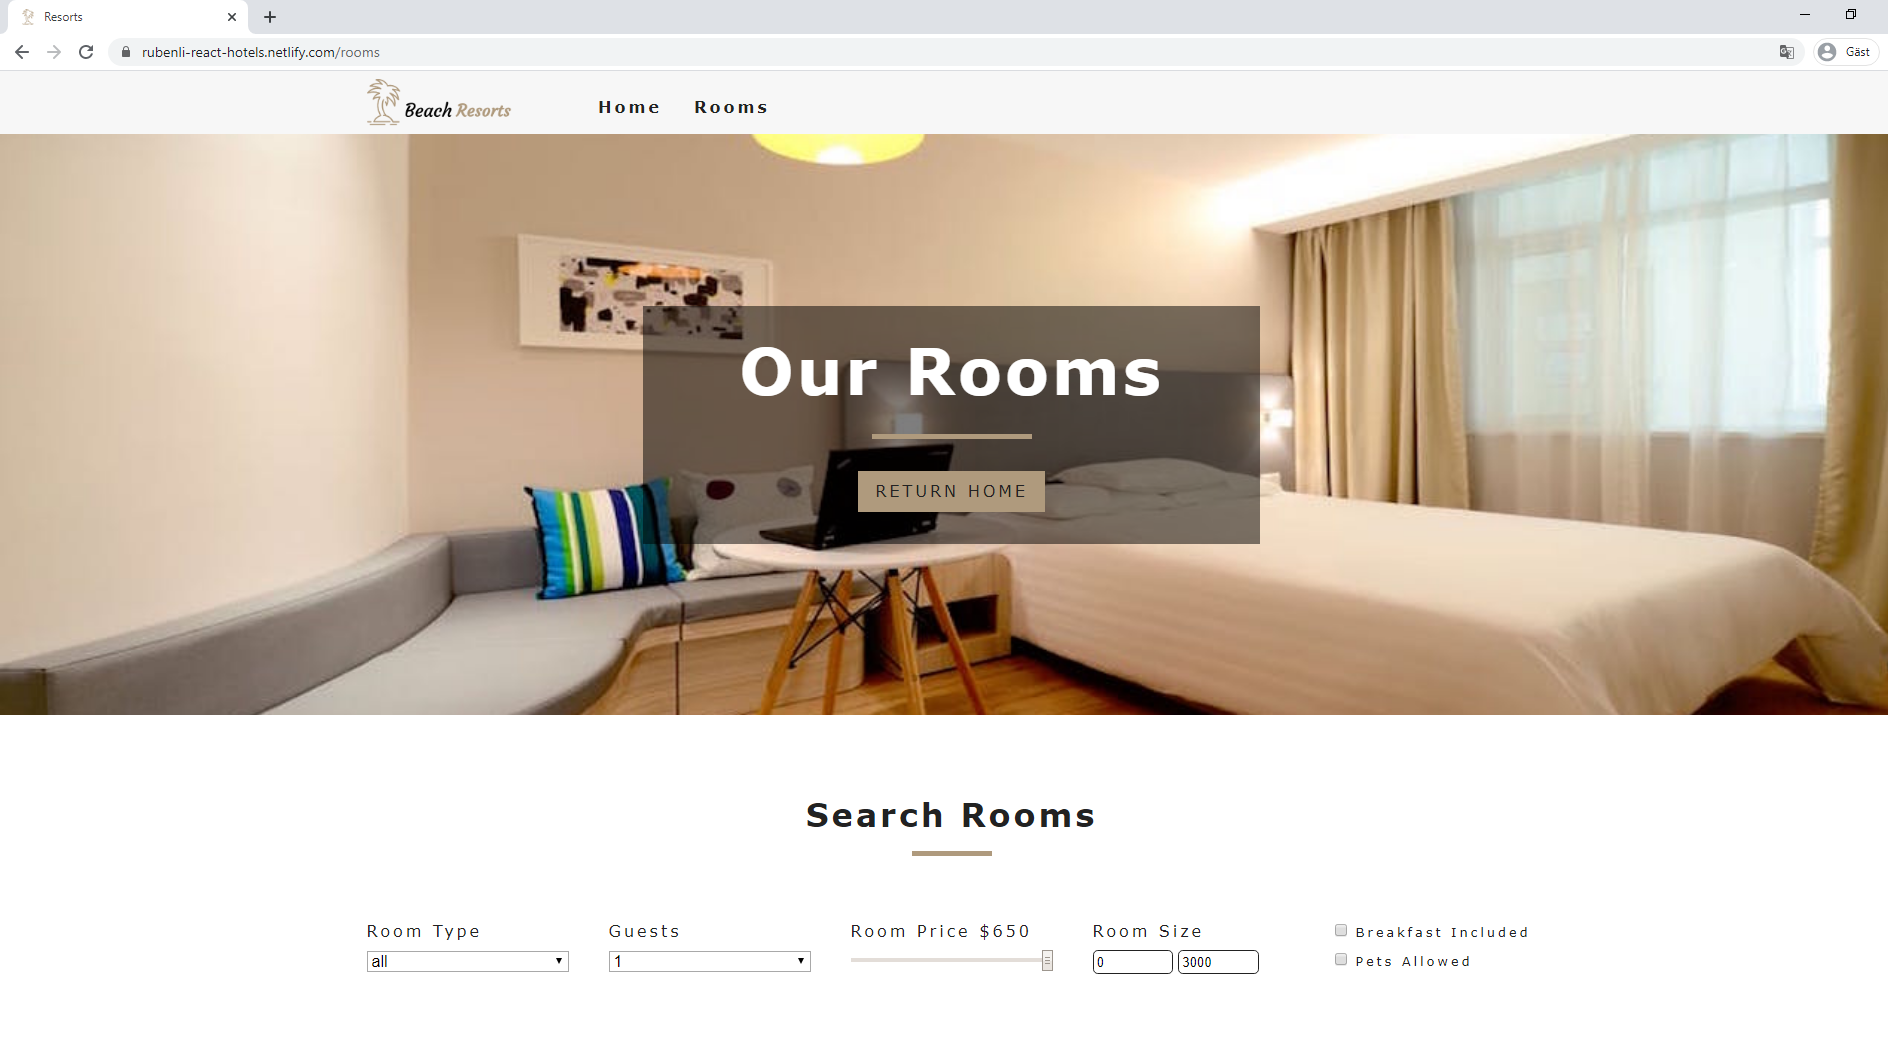 Resorts
rubenli-react-hotels.netlify.com/rooms
Gäst
Beach Resorts
Home Rooms
Our Rooms
RETURN HOME
Search Rooms
Room Type Guests Room Price $650 Room Size Breakfast Included
all 1 0 3000 Pets Allowed